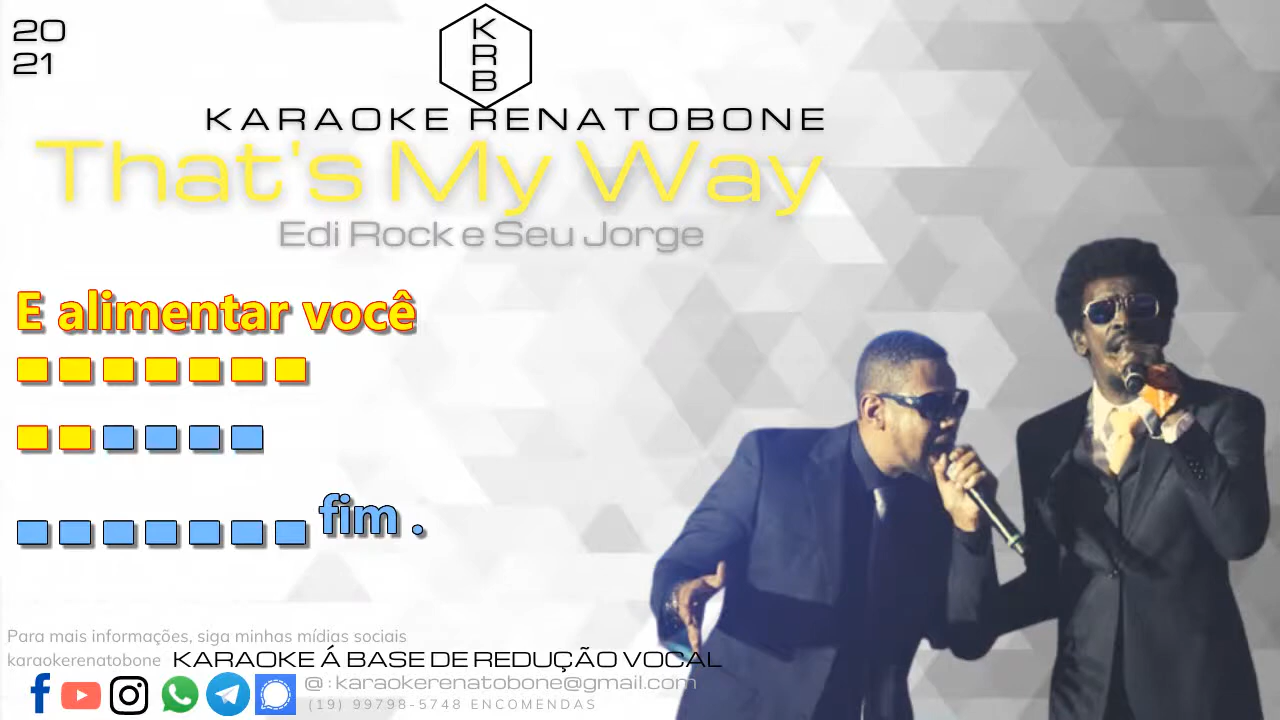 20
21
K
R
B
KARAOKE RENATOBONE
That's My Way
Edi Rock e Seu Jorge
E alimentar você
fim .
Para mais informações, siga minhas mídias sociais
karaokerenatobone KARAOKE Á BASE DE REDUÇÃO VOCAL
@ : karaokerenatobone@gmail.com
(19) 99798-5748 ENCOMENDAS